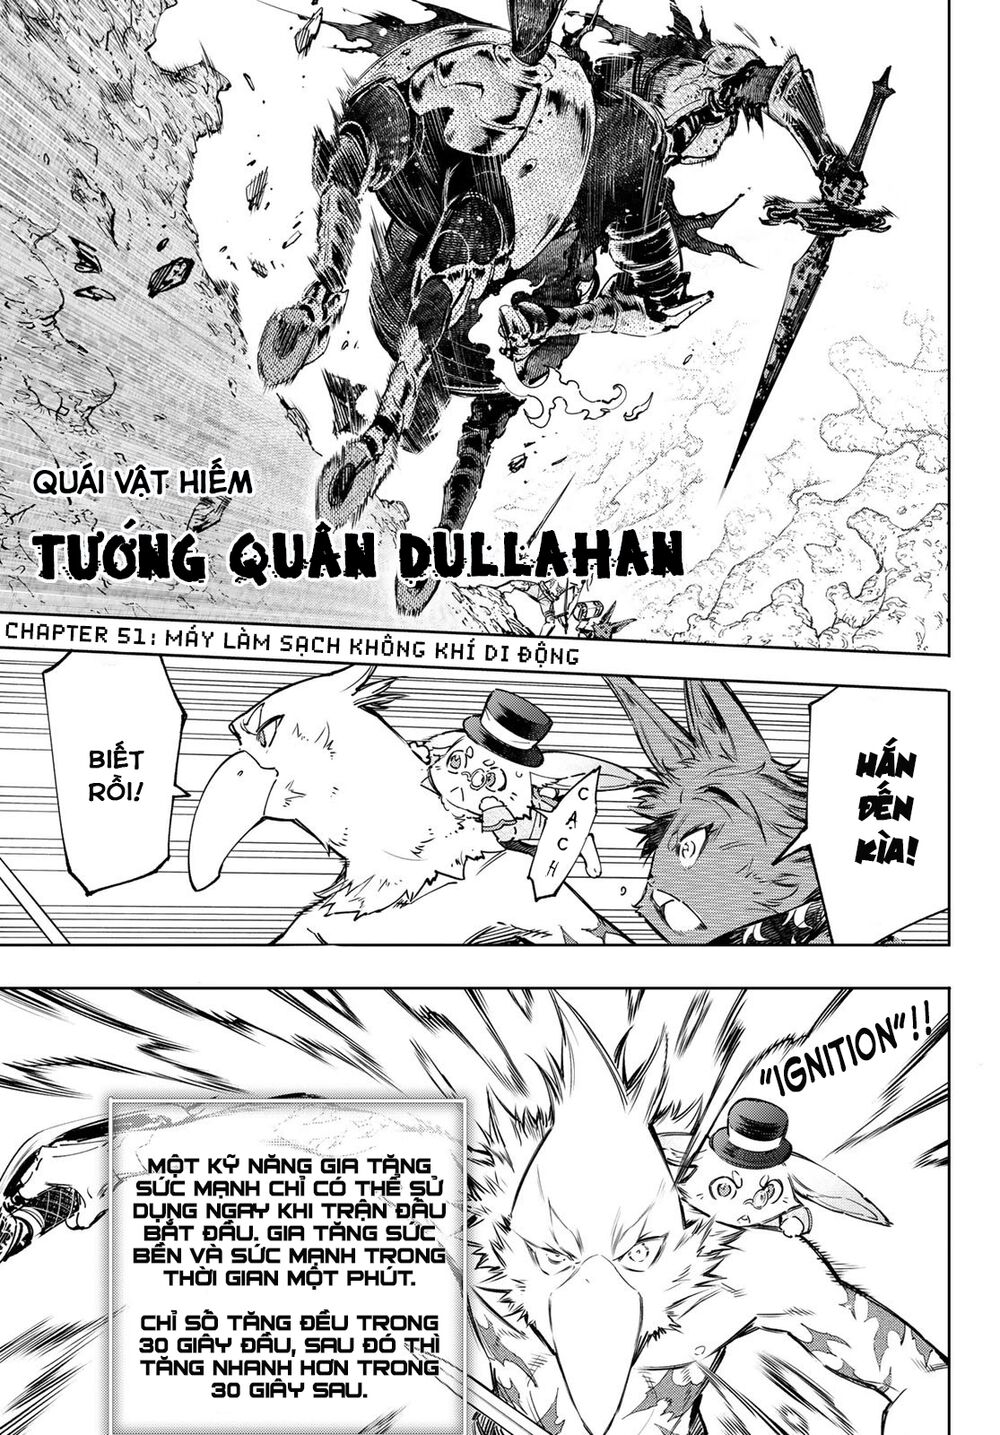 QUÁI VẬT HIẾM
TƯỚNG QUÂN DULLAHAN
CHAPTER 51: MÁY LÀM SẠCH KHÔNG KHÍ DI ĐỘNG
HẮN
ĐẾN
KÌA!
CẠCH
BIẾT
RỒI!
"IGNITION"!!
MỘT KỸ NĂNG GIA TĂNG
SỨC MẠNH CHỈ CÓ THỂ SỬ
DỤNG NGAY KHI TRẬN ĐẤU
BẮT ĐẦU. GIA TĂNG SỨC
BỀN VÀ SỨC MẠNH TRONG
THỜI GIAN MỘT PHÚT.
CHỈ SỐ TĂNG ĐỀU TRONG
30 GIÂY ĐẦU, SAU ĐÓ THÌ
TĂNG NHANH HƠN TRONG
30 GIÂY SAU.